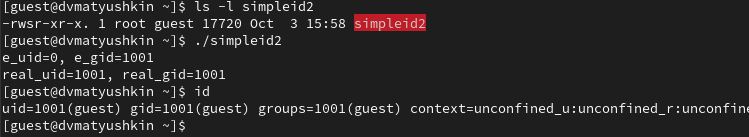 [guest@dvmatyushkin ~]$ ls -l simpleid2
-rwsr-xr-x. 1 root guest 17720 Oct  3 15:58 simpleid2
[guest@dvmatyushkin ~]$ ./simpleid2
e_uid=0, e_gid=1001
real_uid=1001, real_gid=1001
[guest@dvmatyushkin ~]$ id
uid=1001(guest) gid=1001(guest) groups=1001(guest) context=unconfined_u:unconfined_r:unconfine
[guest@dvmatyushkin ~]$